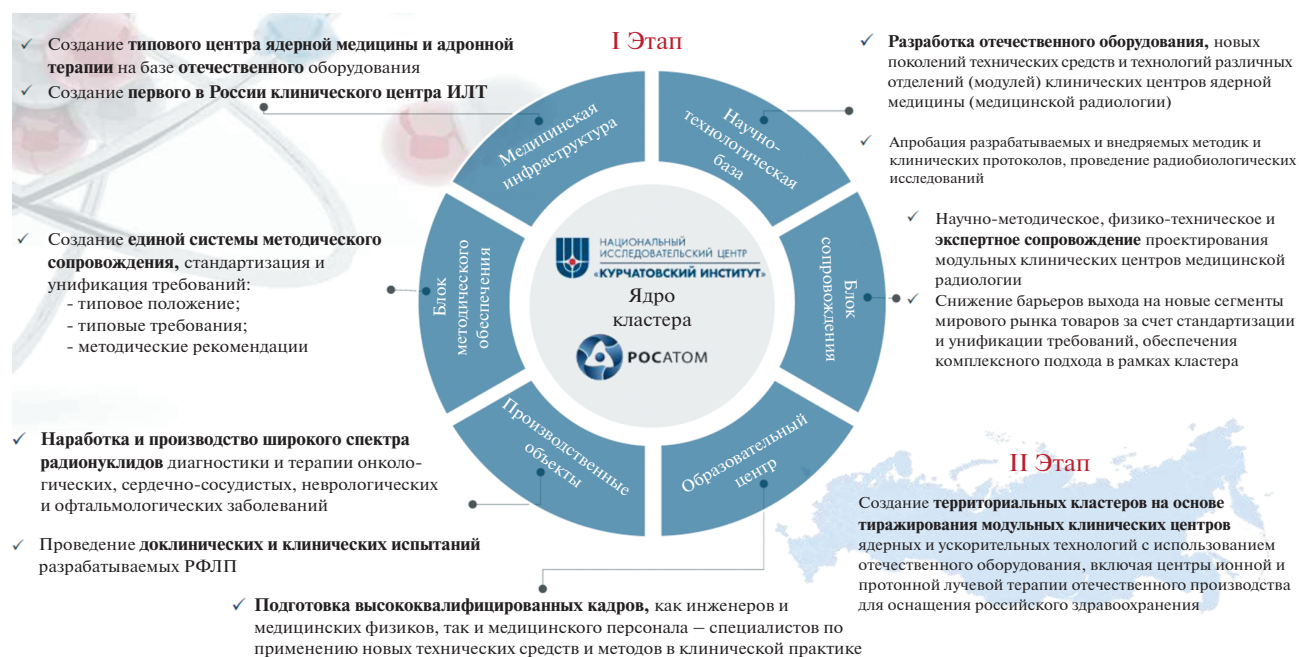 I Этап
✓ Создание типового центра ядерной медицины и адронной
терапии на базе отечественного оборудования
✓ Создание первого в России клинического центра ИЛТ
✓ Создание единой системы методического
сопровождения, стандартизация и
унификация требований:
- типовое положение;
- типовые требования;
- методические рекомендации
✓ Наработка и производство широкого спектра
радионуклидов диагностики и терапии онколо-
гических, сердечно-сосудистых, неврологических
и офтальмологических заболеваний
✓ Проведение доклинических и клинических испытаний
разрабатываемых РФЛП
Медицинская
инфраструктура
Научно-
технологическая
база
Блок
методического
обеспечения
Блок
сопровождения
Производственные
объекты
Образовательный
центр
НАЦИОНАЛЬНЫЙ
ИССЛЕДОВАТЕЛЬСКИЙ ЦЕНТР
«КУРЧАТОВСКИЙ ИНСТИТУТ»
Ядро
кластера
РОСАТОМ
✓ Разработка отечественного оборудования, новых
поколений технических средств и технологий различных
отделений (модулей) клинических центров ядерной
медицины (медицинской радиологии)
✓ Апробация разрабатываемых и внедряемых методик и
клинических протоколов, проведение радиобиологических
исследований
✓ Научно-методическое, физико-техническое и
экспертное сопровождение проектирования
модульных клинических центров медицинской
радиологии
✓ Снижение барьеров выхода на новые сегменты
мирового рынка товаров за счет стандартизации
и унификации требований, обеспечения
комплексного подхода в рамках кластера
II Этап
Создание территориальных кластеров на основе
тиражирования модульных клинических центров
ядерных и ускорительных технологий с использованием
отечественного оборудования, включая центры ионной и
протонной лучевой терапии отечественного производства
для оснащения российского здравоохранения
✓ Подготовка высококвалифицированных кадров, как инженеров и
медицинских физиков, так и медицинского персонала – специалистов по
применению новых технических средств и методов в клинической практике